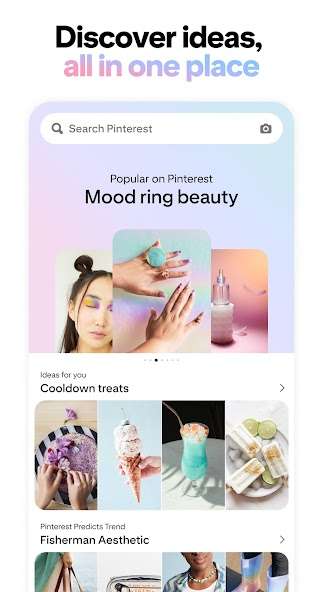 Discover ideas,
all in one place
Search Pinterest
Popular on Pinterest
Mood ring beauty
Ideas for you
Cooldown treats
Pinterest Predicts Trend
Fisherman Aesthetic